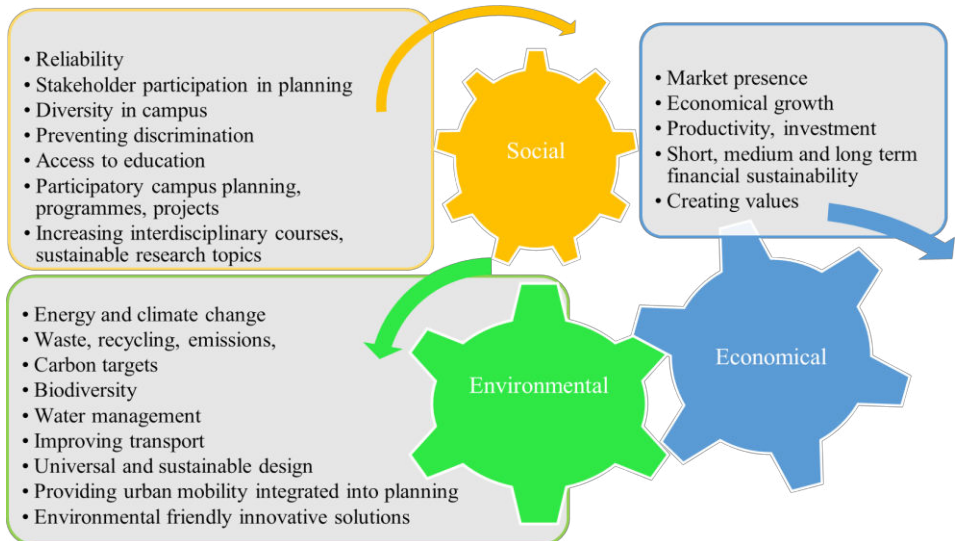 • Reliability
• Stakeholder participation in planning
• Diversity in campus
• Preventing discrimination
• Access to education
• Participatory campus planning,
programmes, projects
• Increasing interdisciplinary courses,
sustainable research topics
Social
• Market presence
• Economical growth
• Productivity, investment
• Short, medium and long term
financial sustainability
• Creating values
• Energy and climate change
• Waste, recycling, emissions,
• Carbon targets
• Biodiversity
• Water management
• Improving transport
• Universal and sustainable design
• Providing urban mobility integrated into planning
• Environmental friendly innovative solutions
Environmental
Economical